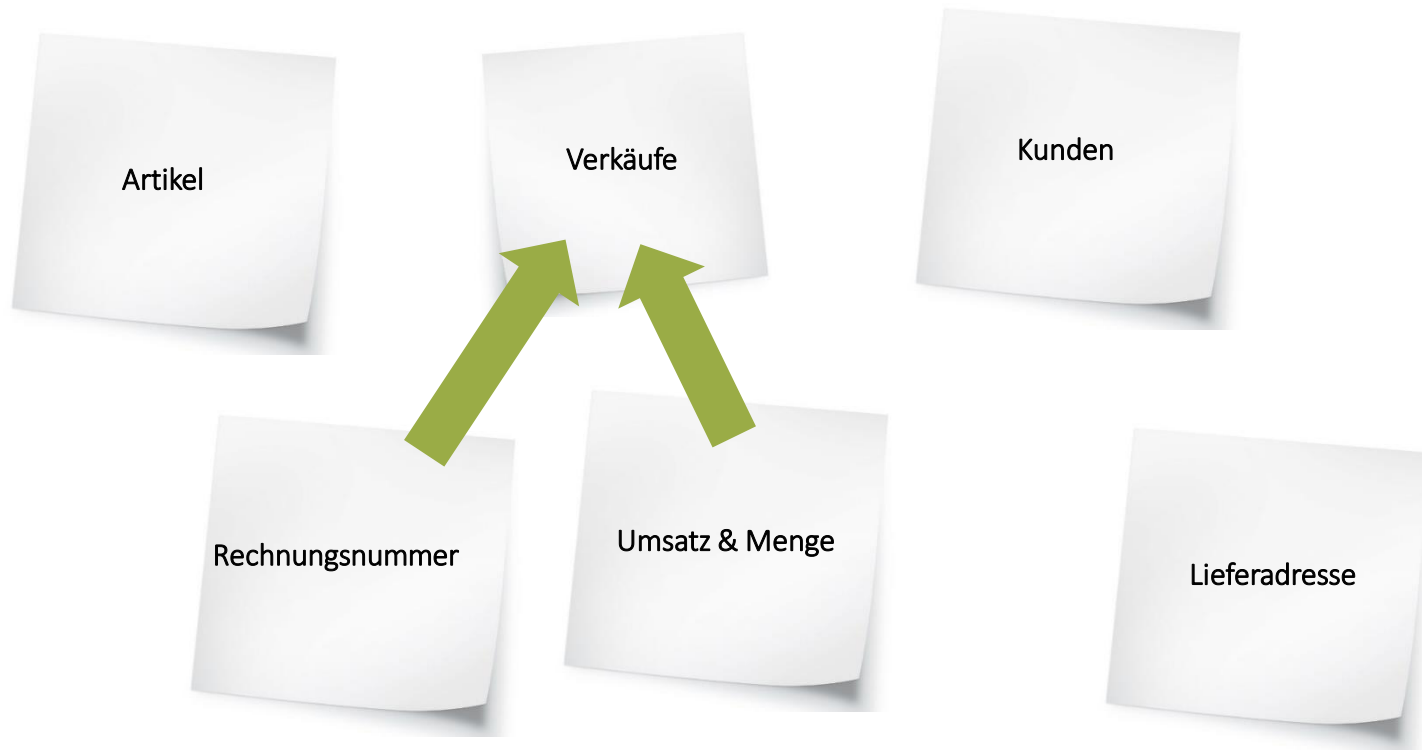 Artikel
Verkäufe
Kunden
Rechnungsnummer
Umsatz & Menge
Lieferadresse